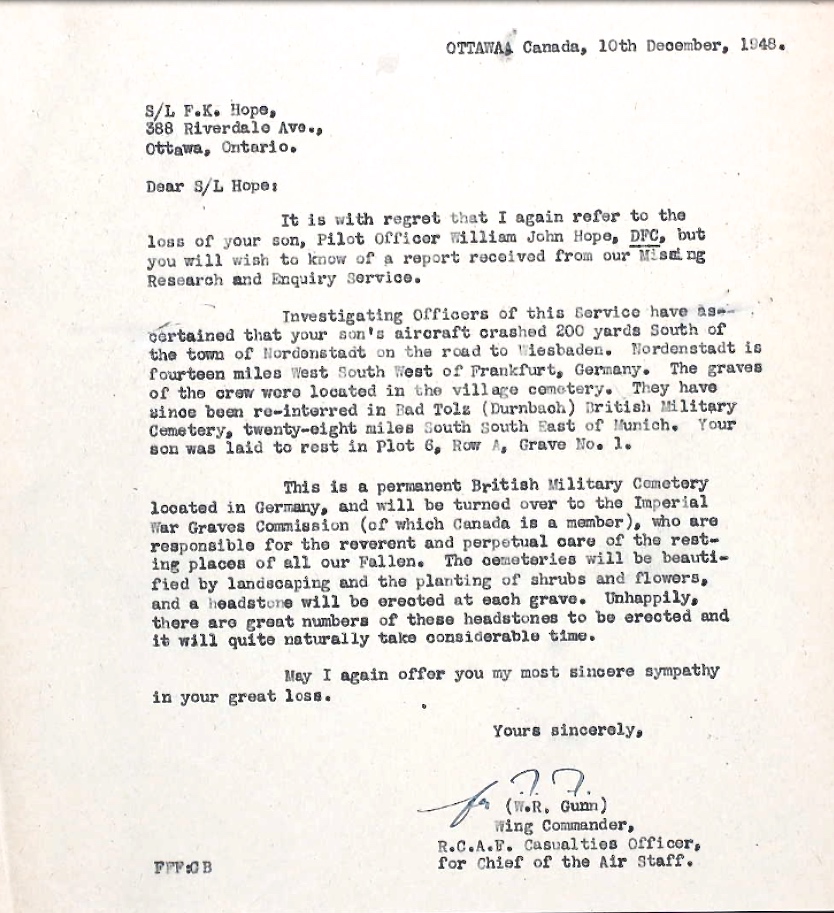 OTTAWA, Canada, 10th December, 1948.
S/L F.K. Hope,
388 Riverdale Ave.,
Ottawa, Ontario.
Dear S/L Hope:
It is with regret that I again refer to the
loss of your son, Pilot Officer William John Hope, DFC, but
you will wish to know of a report received from our Missing
Research and Enquiry Service.
Investigating Officers of this Service have as-
certained that your son's aircraft crashed 200 yards South of
the town of Nordenstadt on the road to Wiesbaden. Nordenstadt is
fourteen miles West South West of Frankfurt, Germany. The graves
of the crew were located in the village cemetery. They have
since been re-interred in Bad Tolz (Durnbach) British Military
Cemetery, twenty-eight miles South South East of Munich. Your
son was laid to rest in Plot 6, Row A, Grave No. 1.
This is a permanent British Military Cemetery
located in Germany, and will be turned over to the Imperial
War Graves Commission (of which Canada is a member), who are
responsible for the reverent and perpetual care of the rest-
ing places of all our Fallen. The cemeteries will be beauti-
fied by landscaping and the planting of shrubs and flowers,
and a headstone will be erected at each grave. Unhappily,
there are great numbers of these headstones to be erected and
it will quite naturally take considerable time.
May I again offer you my most sincere sympathy
in your great loss.
Yours sincerely,
for
(W.R. Gunn)
Wing Commander,
R.C.A.F. Casualties Officer,
for Chief of the Air Staff.
FFF:GB